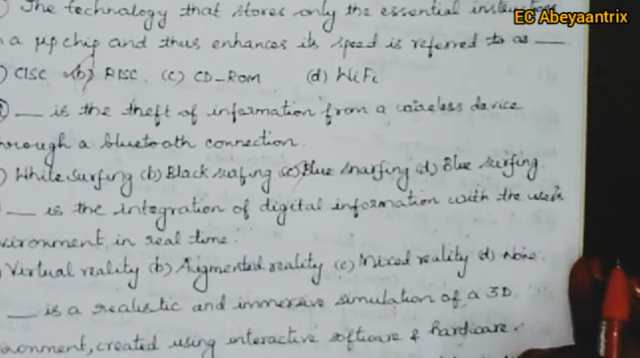 The technology that stores only the essential instructions
a μp chip and thus enhances its speed is referred to as ___.
) CISC (b) RISC (c) CD-ROM (d) WiFi
___ is the theft of information from a wireless device
through a bluetooth connection.
) White surfing (b) Black surfing (c) Blue snarfing (d) Blue surfing.
___ is the integration of digital information with the user's
vironment in real time.
Virtual reality (b) Augmented reality (c) Mixed reality d) None.
___ is a realistic and immersive simulation of a 3D
ironment, created using interactive software & hardware.
EC Abeyaantrix